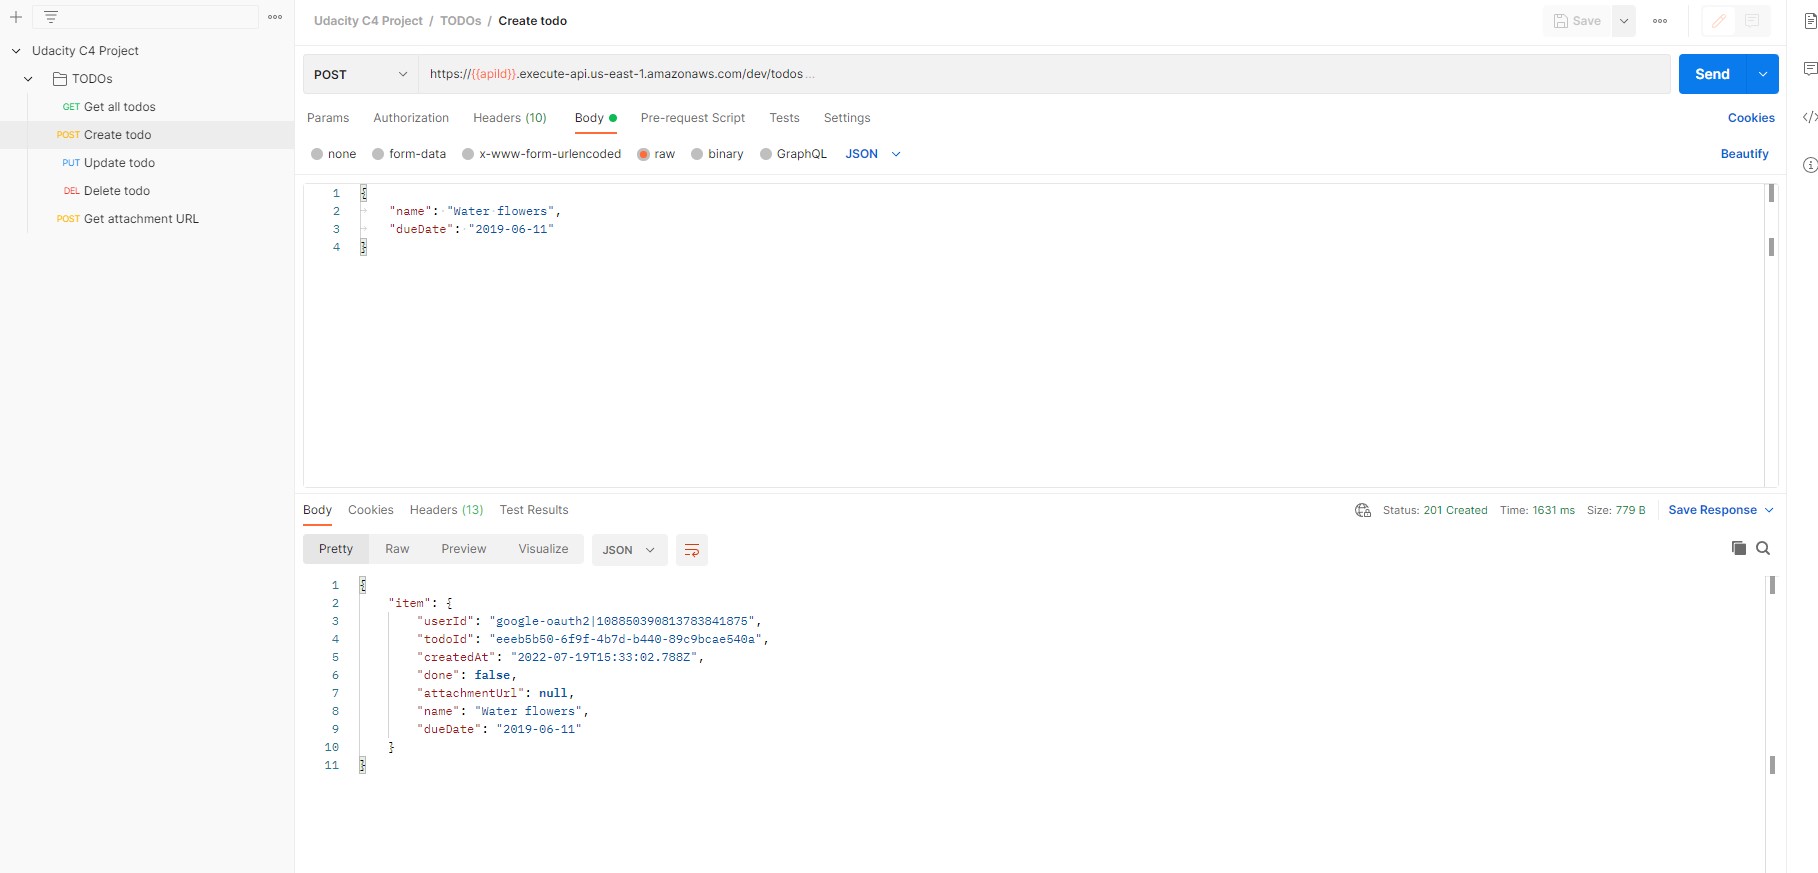 Udacity C4 Project
TODOs
GET Get all todos
POST Create todo
PUT Update todo
DEL Delete todo
POST Get attachment URL
Udacity C4 Project / TODOs / Create todo
Save
POST
https://{{apiId}}.execute-api.us-east-1.amazonaws.com/dev/todos ...
Send
Params Authorization Headers (10) Body Pre-request Script Tests Settings
Cookies
none form-data x-www-form-urlencoded raw binary GraphQL JSON
Beautify
1 {
2 "name": "Water flowers",
3 "dueDate": "2019-06-11"
4 }
Body Cookies Headers (13) Test Results
Status: 201 Created Time: 1631 ms Size: 779 B Save Response
Pretty Raw Preview Visualize JSON
1 {
2 "item": {
3 "userId": "google-oauth2|108850390813783841875",
4 "todoId": "eeeb5b50-6f9f-4b7d-b440-89c9bcae540a",
5 "createdAt": "2022-07-19T15:33:02.788Z",
6 "done": false,
7 "attachmentUrl": null,
8 "name": "Water flowers",
9 "dueDate": "2019-06-11"
10 }
11 }